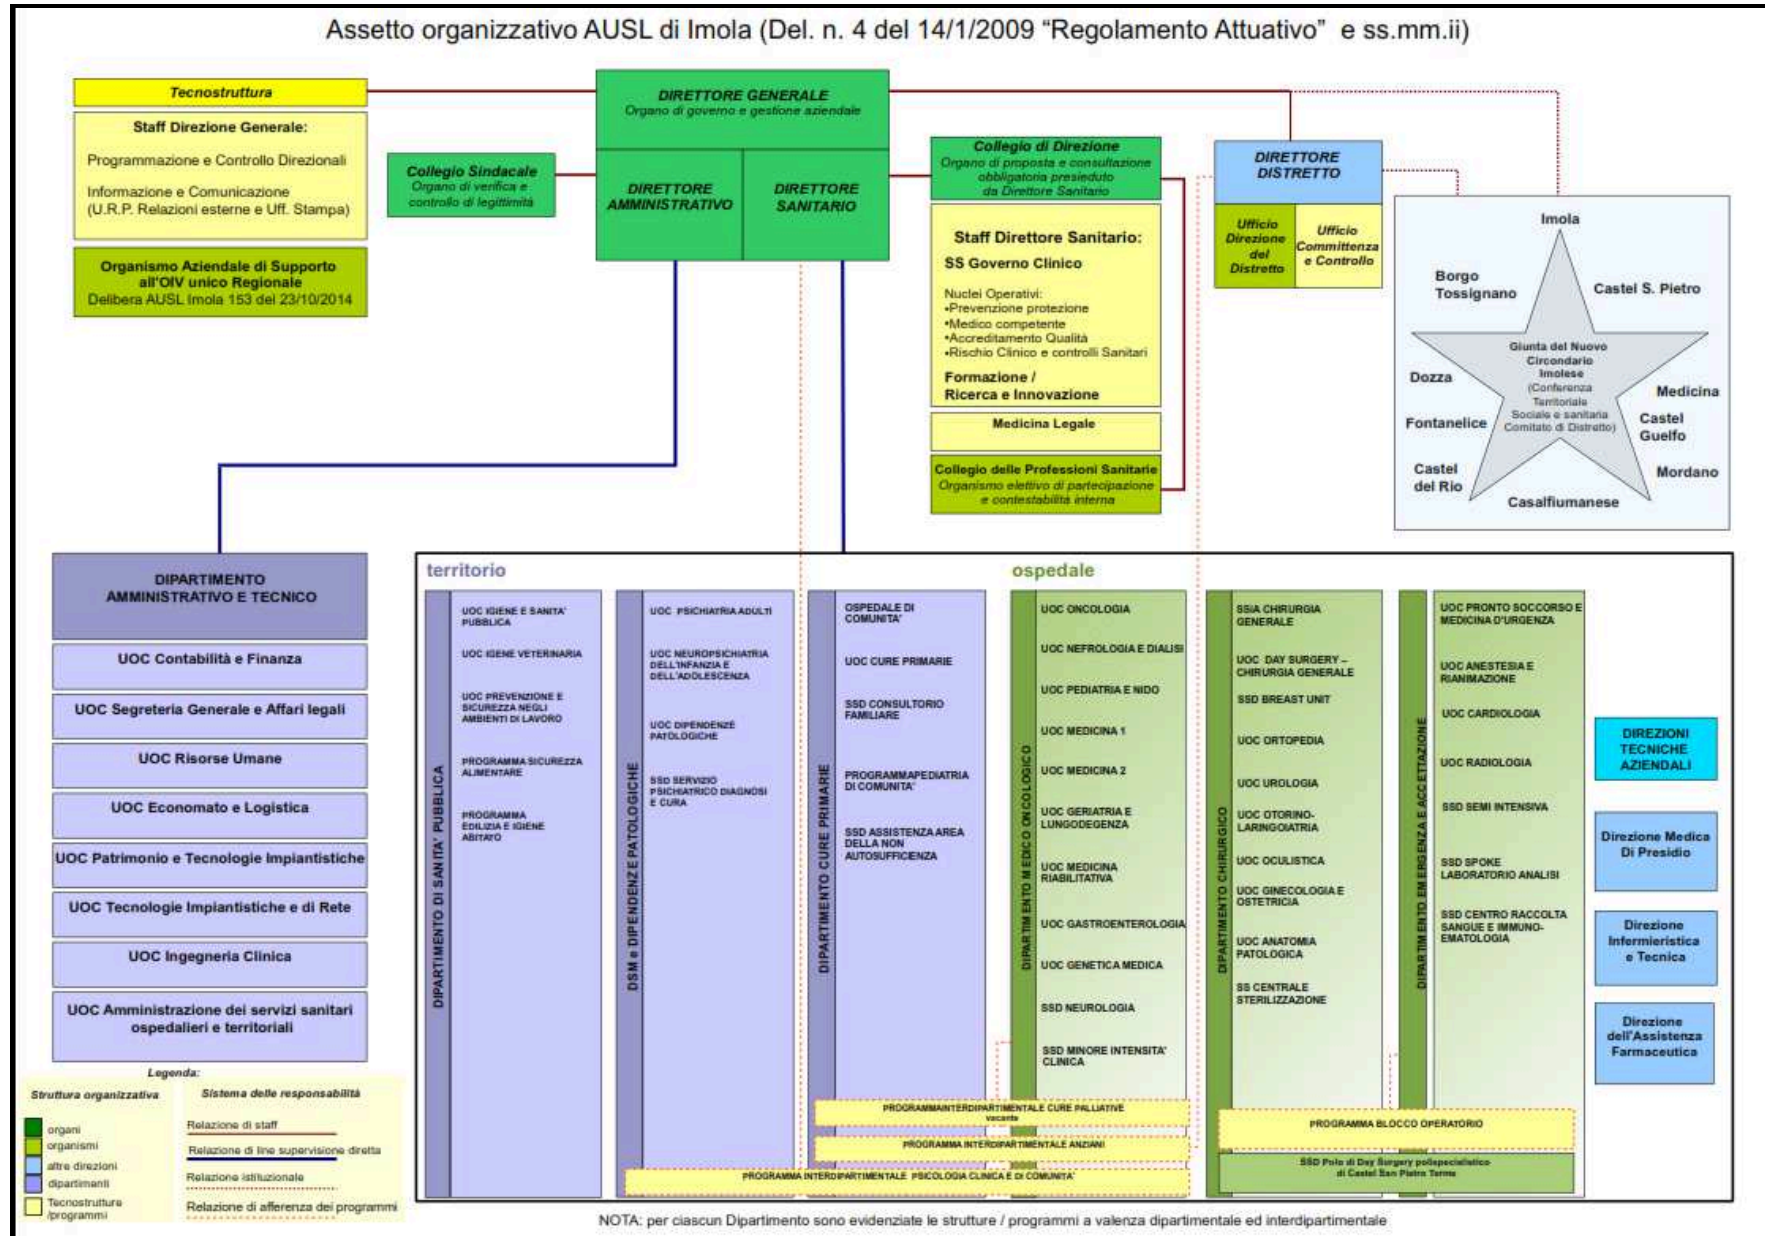 Assetto organizzativo AUSL di Imola (Del. n. 4 del 14/1/2009 “Regolamento Attuativo” e ss.mm.ii)
Tecnostruttura
Staff Direzione Generale:
Programmazione e Controllo Direzionali
Informazione e Comunicazione
(U.R.P. Relazioni esterne e Uff. Stampa)
Organismo Aziendale di Supporto
all'OIV unico Regionale
Delibera AUSL Imola 153 del 23/10/2014
DIRETTORE GENERALE
Organo di governo e gestione aziendale
DIRETTORE
AMMINISTRATIVO
DIRETTORE
SANITARIO
Collegio Sindacale
Organo di verifica e
controllo di legittimità
Collegio di Direzione
Organo di proposta e consultazione
obbligatoria presieduto
da Direttore Sanitario
Staff Direttore Sanitario:
SS Governo Clinico
Nuclei Operativi:
•Prevenzione protezione
•Medico competente
•Accreditamento Qualità
•Rischio Clinico e controlli Sanitari
Formazione /
Ricerca e Innovazione
Medicina Legale
Collegio delle Professioni Sanitarie
Organismo elettivo di partecipazione
e contestabilità interna
DIRETTORE
DISTRETTO
Ufficio
Direzione
del
Distretto
Ufficio
Committenza
e Controllo
Imola
Borgo
Tossignano
Castel S. Pietro
Giunta del Nuovo
Circondario
Imolese
(Conferenza
Territoriale
Sociale e sanitaria
Comitato di Distretto)
Dozza
Medicina
Fontanelice
Castel
Guelfo
Castel
del Rio
Mordano
Casalfiumanese
DIPARTIMENTO
AMMINISTRATIVO E TECNICO
UOC Contabilità e Finanza
UOC Segreteria Generale e Affari legali
UOC Risorse Umane
UOC Economato e Logistica
UOC Patrimonio e Tecnologie Impiantistiche
UOC Tecnologie Impiantistiche e di Rete
UOC Ingegneria Clinica
UOC Amministrazione dei servizi sanitari
ospedalieri e territoriali
territorio
ospedale
DIPARTIMENTO DI SANITA' PUBBLICA
UOC IGIENE E SANITA'
PUBBLICA
UOC IGENE VETERINARIA
UOC PREVENZIONE E
SICUREZZA NEGLI
AMBIENTI DI LAVORO
PROGRAMMA SICUREZZA
ALIMENTARE
PROGRAMMA
EDILIZIA E IGIENE
ABITATO
DSM e DIPENDENZE PATOLOGICHE
UOC PSICHIATRIA ADULTI
UOC NEUROPSICHIATRIA
DELL'INFANZIA E
DELL'ADOLESCENZA
UOC DIPENDENZE
PATOLOGICHE
SSD SERVIZIO
PSICHIATRICO DIAGNOSI
E CURA
DIPARTIMENTO CURE PRIMARIE
OSPEDALE DI
COMUNITA'
UOC CURE PRIMARIE
SSD CONSULTORIO
FAMILIARE
PROGRAMMAPEDIATRIA
DI COMUNITA'
SSD ASSISTENZA AREA
DELLA NON
AUTOSUFFICIENZA
DIPARTIMENTO MEDICO ONCOLOGICO
UOC ONCOLOGIA
UOC NEFROLOGIA E DIALISI
UOC PEDIATRIA E NIDO
UOC MEDICINA 1
UOC MEDICINA 2
UOC GERIATRIA E
LUNGODEGENZA
UOC MEDICINA
RIABILITATIVA
UOC GASTROENTEROLOGIA
UOC GENETICA MEDICA
SSD NEUROLOGIA
SSD MINORE INTENSITA'
CLINICA
DIPARTIMENTO CHIRURGICO
SSIA CHIRURGIA
GENERALE
UOC DAY SURGERY –
CHIRURGIA GENERALE
SSD BREAST UNIT
UOC ORTOPEDIA
UOC UROLOGIA
UOC OTORINO-
LARINGOIATRIA
UOC OCULISTICA
UOC GINECOLOGIA E
OSTETRICIA
UOC ANATOMIA
PATOLOGICA
SS CENTRALE
STERILIZZAZIONE
DIPARTIMENTO EMERGENZA E ACCETTAZIONE
UOC PRONTO SOCCORSO E
MEDICINA D'URGENZA
UOC ANESTESIA E
RIANIMAZIONE
UOC CARDIOLOGIA
UOC RADIOLOGIA
SSD SEMI INTENSIVA
SSD SPOKE
LABORATORIO ANALISI
SSD CENTRO RACCOLTA
SANGUE E IMMUNO-
EMATOLOGIA
DIREZIONI
TECNICHE
AZIENDALI
Direzione Medica
Di Presidio
Direzione
Infermieristica
e Tecnica
Direzione
dell'Assistenza
Farmaceutica
PROGRAMMAINTERDIPARTIMENTALE CURE PALLIATIVE
vacante
PROGRAMMA INTERDIPARTIMENTALE ANZIANI
PROGRAMMA INTERDIPARTIMENTALE PSICOLOGIA CLINICA E DI COMUNITA'
PROGRAMMA BLOCCO OPERATORIO
SSD Polo di Day Surgery polispecialistico
di Castel San Pietro Terme
Legenda:
Struttura organizzativa
Sistema delle responsabilità
organi
organismi
altre direzioni
dipartimenti
Tecnostrutture
/programmi
Relazione di staff
Relazione di line supervisione diretta
Relazione istituzionale
Relazione di afferenza dei programmi
NOTA: per ciascun Dipartimento sono evidenziate le strutture / programmi a valenza dipartimentale ed interdipartimentale